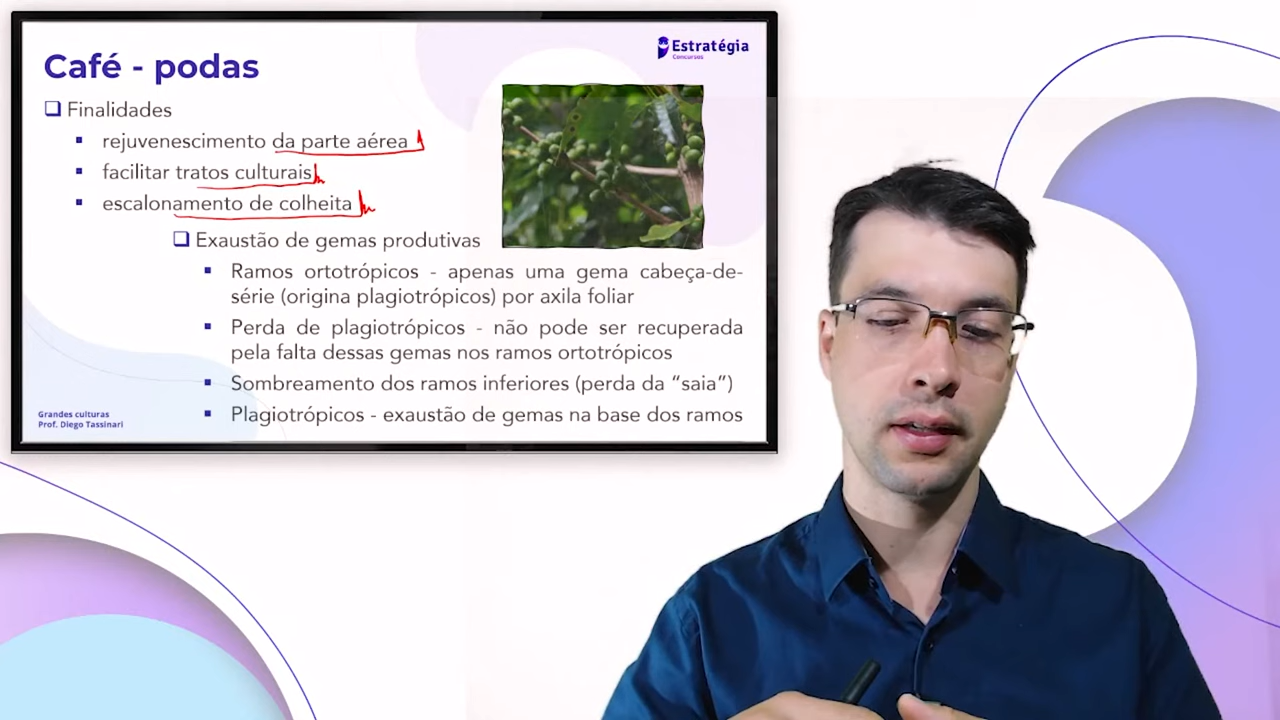 Café - podas
Estratégia
Concursos
Finalidades
rejuvenescimento da parte aérea
facilitar tratos culturais
escalonamento de colheita
Exaustão de gemas produtivas
Ramos ortotrópicos - apenas uma gema cabeça-de-
série (origina plagiotrópicos) por axila foliar
Perda de plagiotrópicos - não pode ser recuperada
pela falta dessas gemas nos ramos ortotrópicos
Sombreamento dos ramos inferiores (perda da “saia”)
Plagiotrópicos - exaustão de gemas na base dos ramos
Grandes culturas
Prof. Diego Tassinari